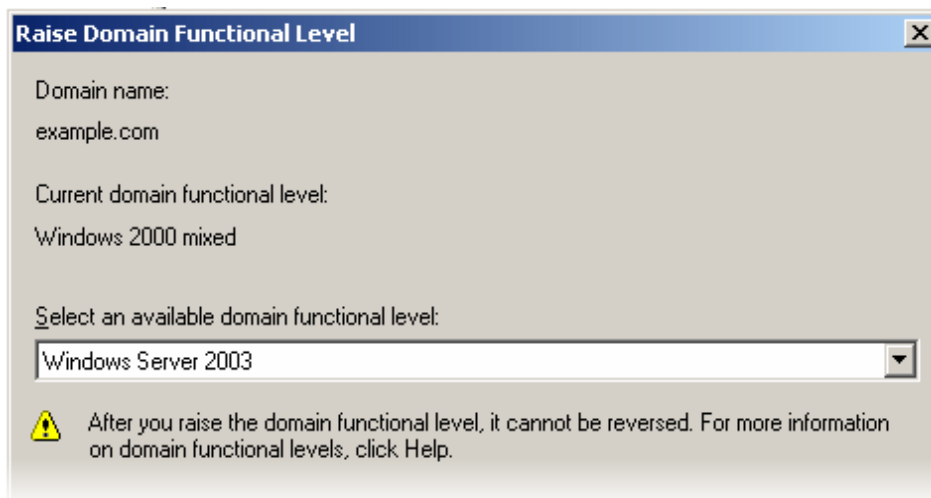 Raise Domain Functional Level
Domain name:
example.com
Current domain functional level:
Windows 2000 mixed
Select an available domain functional level:
Windows Server 2003
After you raise the domain functional level, it cannot be reversed. For more information
on domain functional levels, click Help.